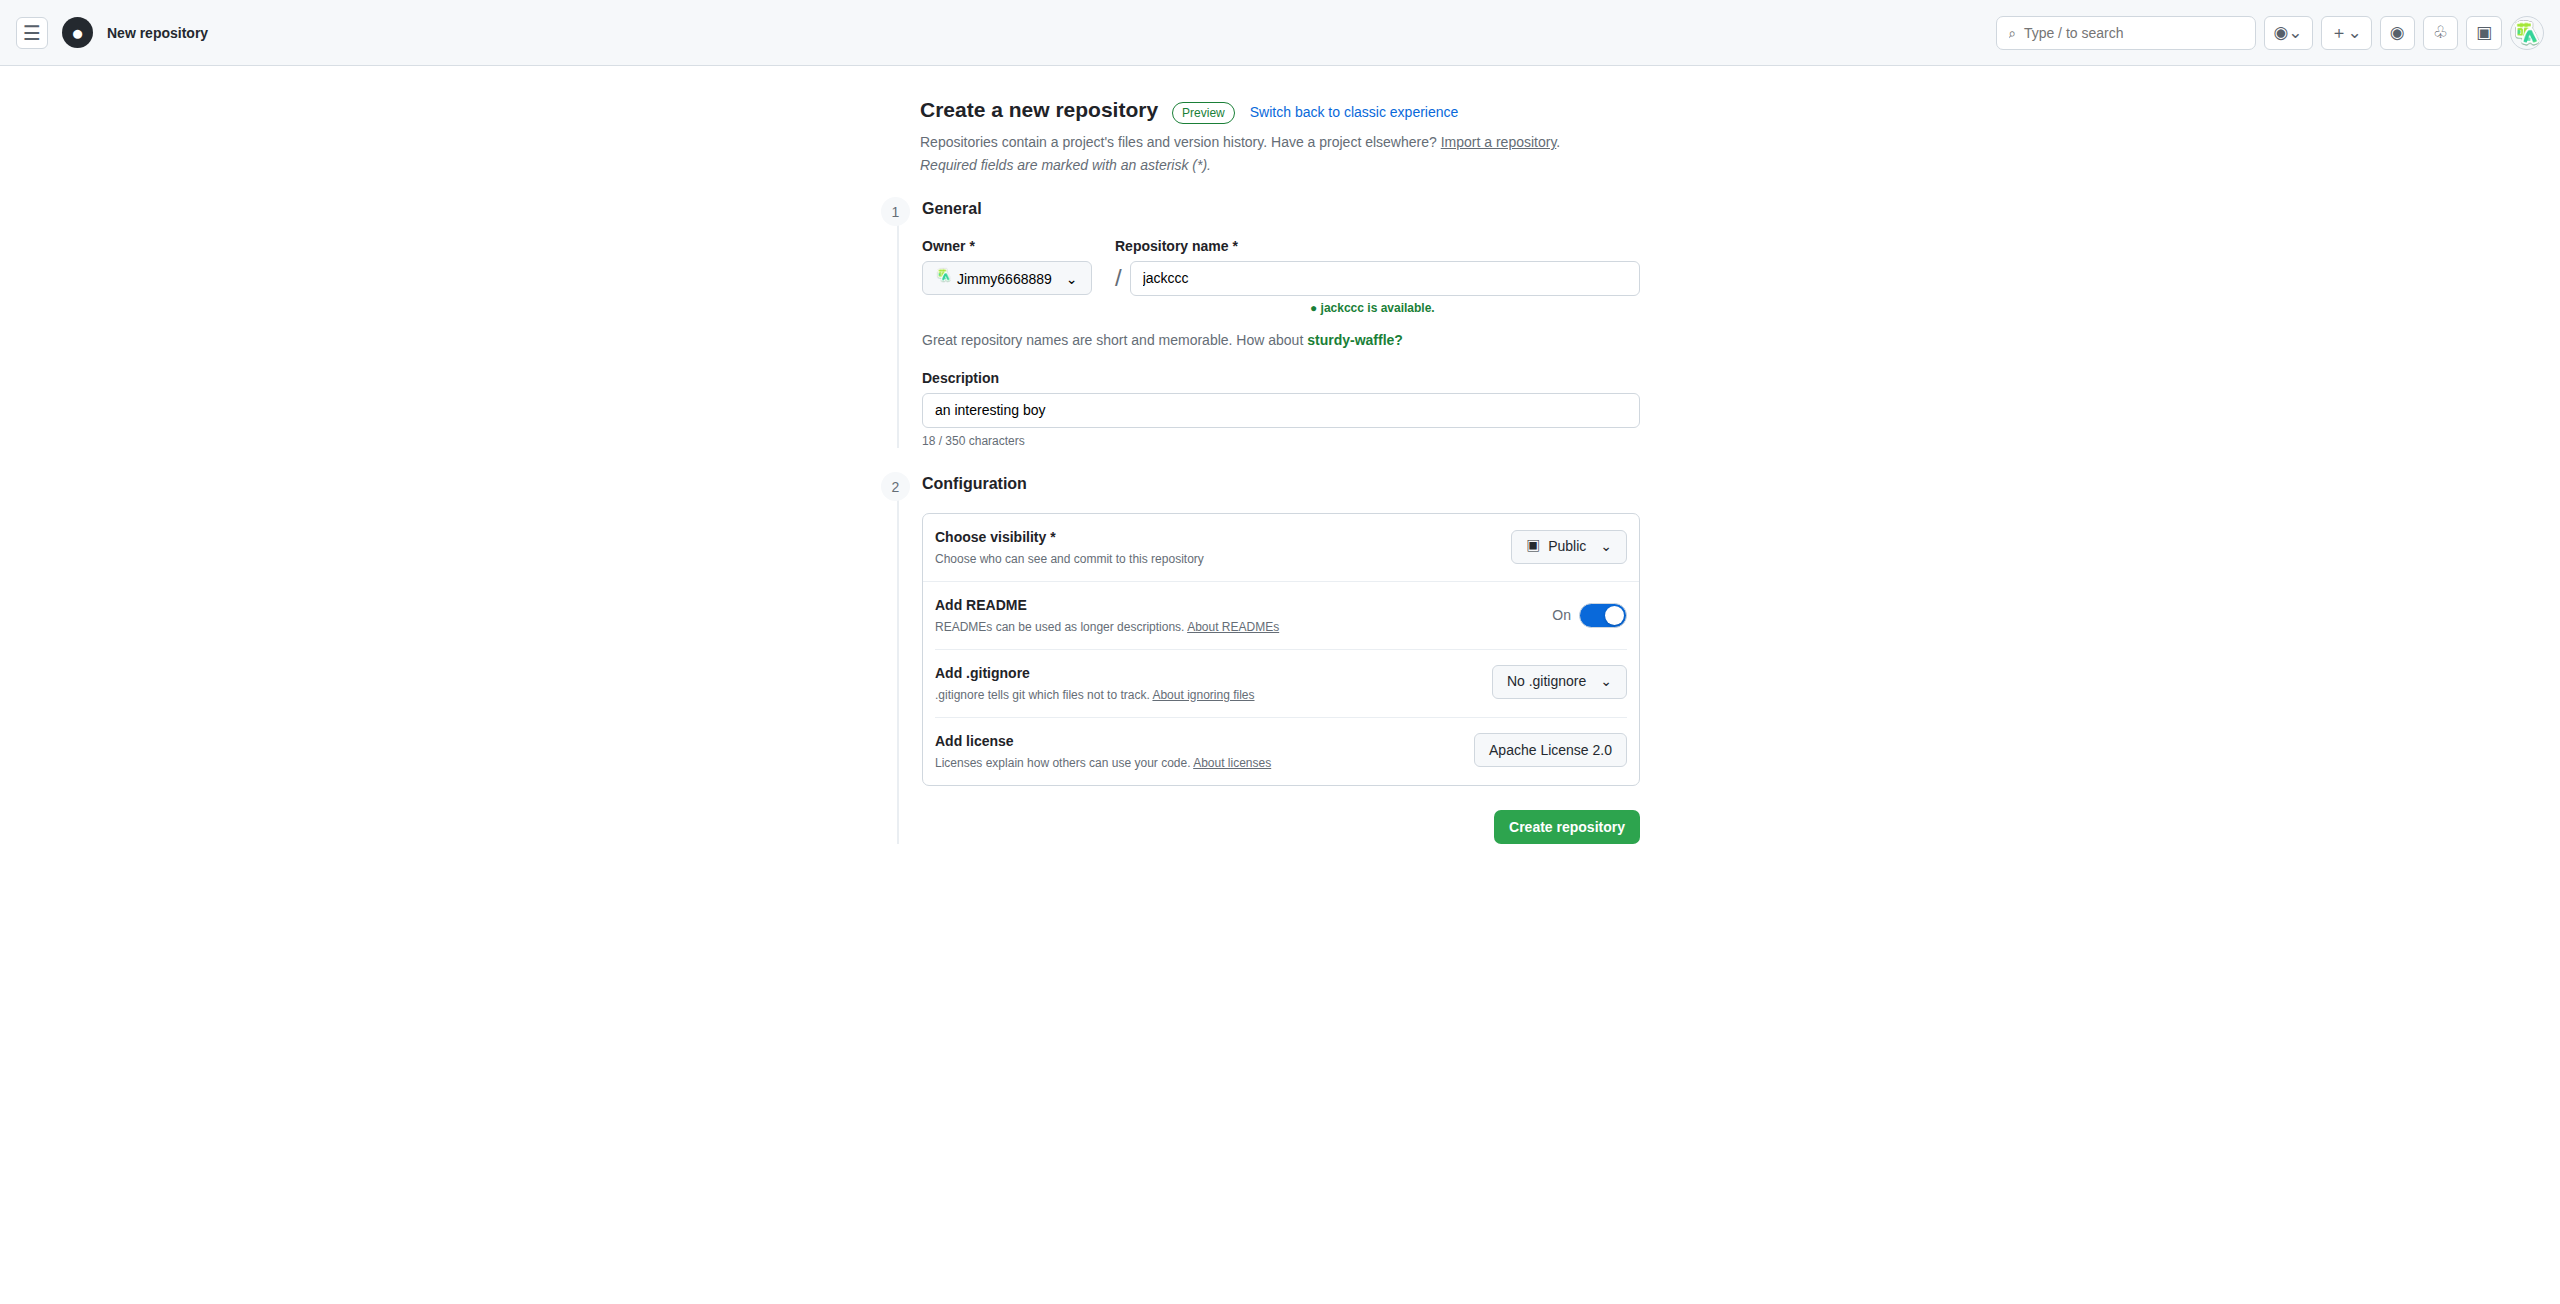 New repository
Type / to search
Create a new repository Preview Switch back to classic experience
Repositories contain a project's files and version history. Have a project elsewhere? Import a repository.
Required fields are marked with an asterisk (*).
1 General
Owner * Repository name *
Jimmy6668889 / jackccc
● jackccc is available.
Great repository names are short and memorable. How about sturdy-waffle?
Description
an interesting boy
18 / 350 characters
2 Configuration
Choose visibility *
Choose who can see and commit to this repository
Public
Add README
READMEs can be used as longer descriptions. About READMEs
On
Add .gitignore
.gitignore tells git which files not to track. About ignoring files
No .gitignore
Add license
Licenses explain how others can use your code. About licenses
Apache License 2.0
Create repository